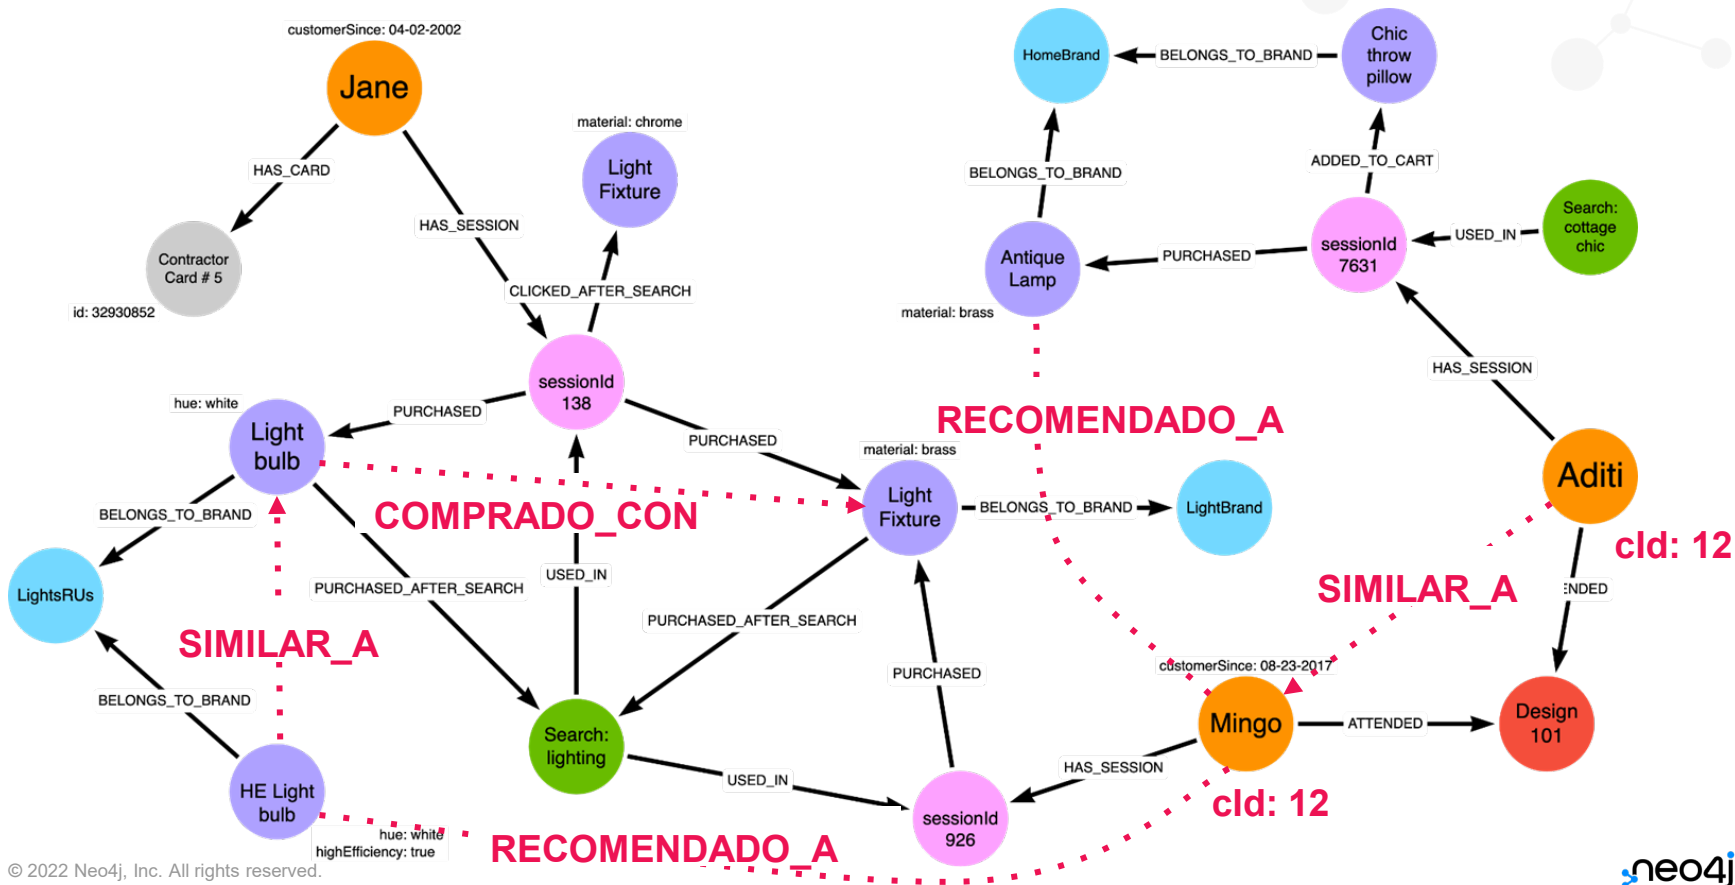 customerSince: 04-02-2002
Jane
HAS_CARD
HAS_SESSION
Contractor
Card # 5
id: 32930852
material: chrome
Light
Fixture
CLICKED_AFTER_SEARCH
sessionId
138
HomeBrand
BELONGS_TO_BRAND
Chic
throw
pillow
BELONGS_TO_BRAND
ADDED_TO_CART
Antique
Lamp
material: brass
PURCHASED
sessionId
7631
USED_IN
Search:
cottage
chic
HAS_SESSION
hue: white
Light
bulb
PURCHASED
PURCHASED
RECOMENDADO_A
material: brass
Light
Fixture
BELONGS_TO_BRAND
LightBrand
Aditi
cId: 12
COMPRADO_CON
BELONGS_TO_BRAND
LightsRUs
PURCHASED_AFTER_SEARCH
USED_IN
PURCHASED_AFTER_SEARCH
SIMILAR_A
ENDED
SIMILAR_A
BELONGS_TO_BRAND
PURCHASED
customerSince: 08-23-2017
Mingo
ATTENDED
Design
101
cId: 12
Search:
lighting
USED_IN
HAS_SESSION
sessionId
926
HE Light
bulb
hue: white
highEfficiency: true
RECOMENDADO_A
© 2022 Neo4j, Inc. All rights reserved.
neo4j